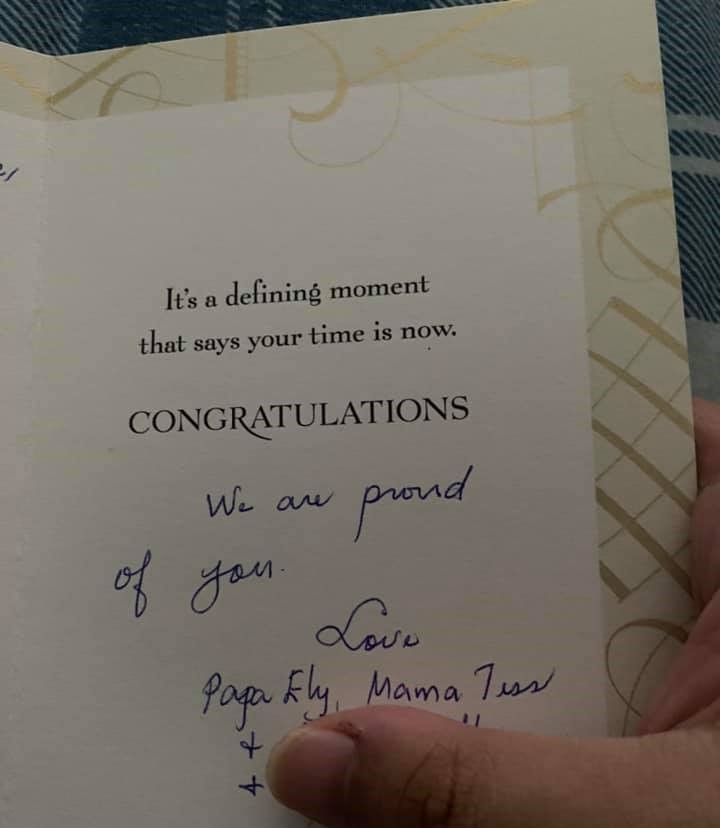 It's a defining moment
that says your time is now.
CONGRATULATIONS
We are proud
of you.
Love
Papa Ely, Mama Tess
+
+